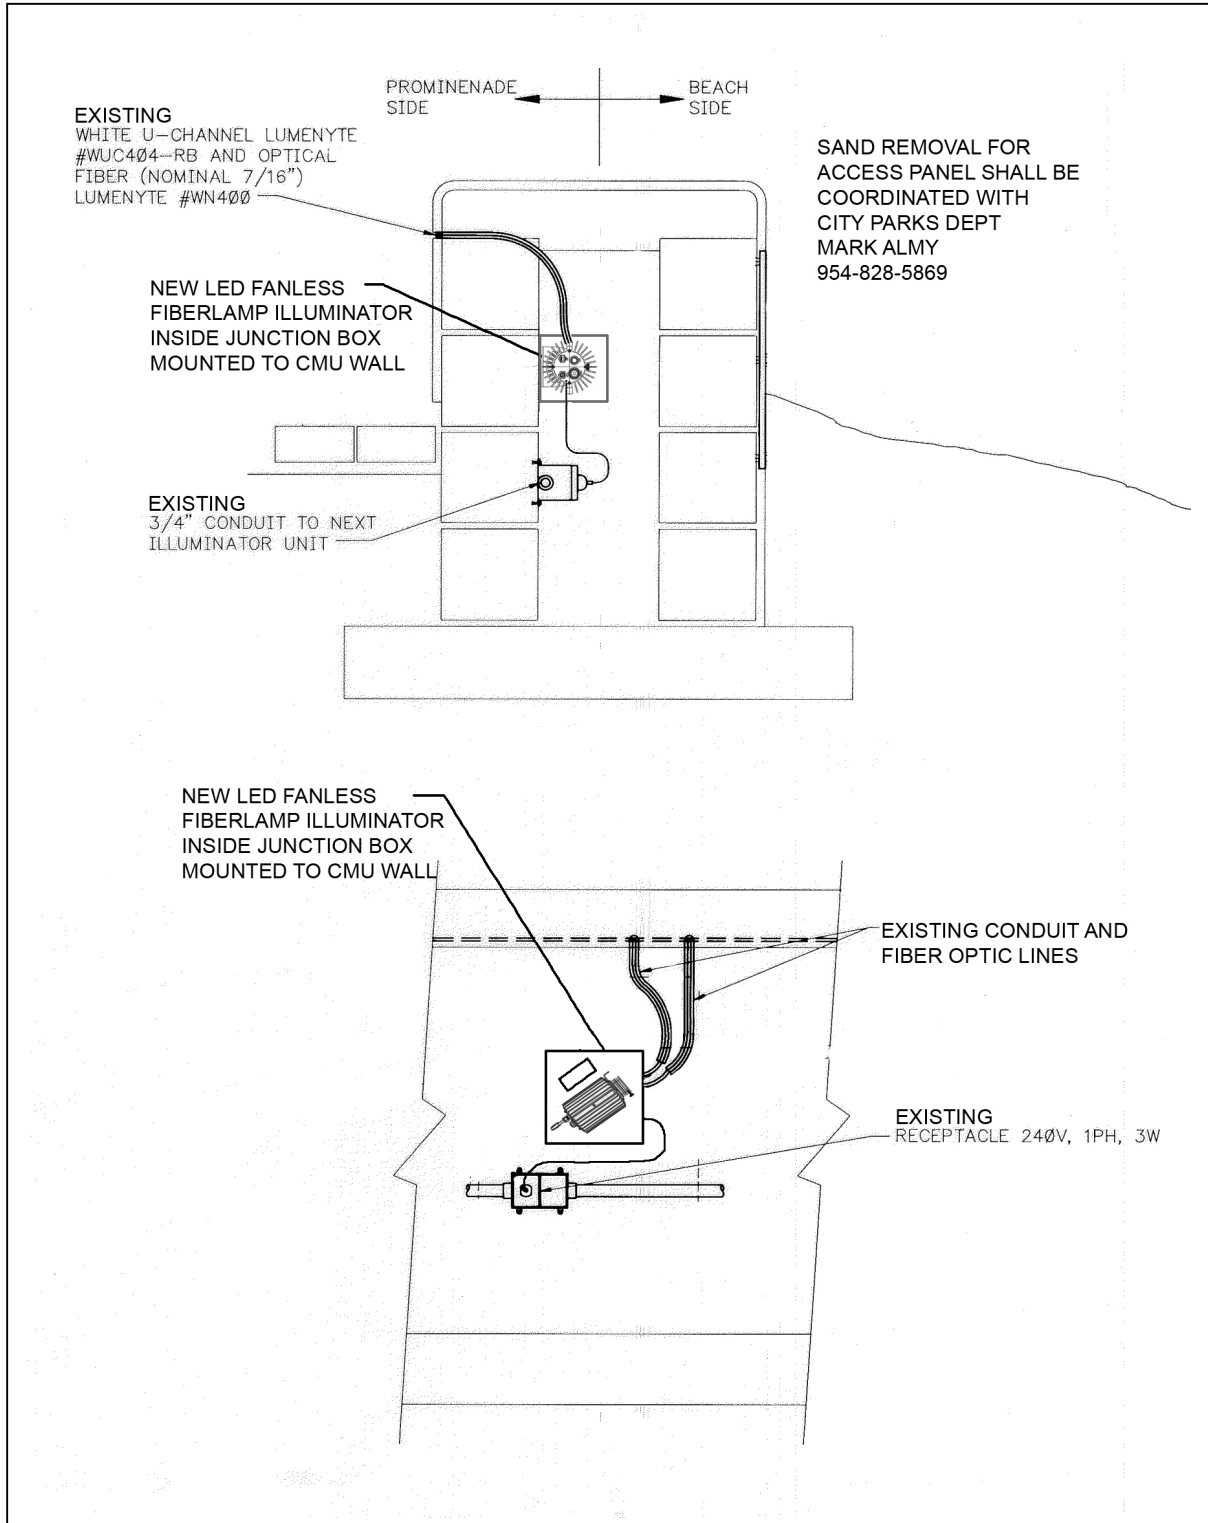 PROMINENADE
SIDE
BEACH
SIDE
EXISTING
WHITE U-CHANNEL LUMENYTE
#WUC4Ø4-RB AND OPTICAL
FIBER (NOMINAL 7/16")
LUMENYTE #WN4ØØ
SAND REMOVAL FOR
ACCESS PANEL SHALL BE
COORDINATED WITH
CITY PARKS DEPT
MARK ALMY
954-828-5869
NEW LED FANLESS
FIBERLAMP ILLUMINATOR
INSIDE JUNCTION BOX
MOUNTED TO CMU WALL
EXISTING
3/4" CONDUIT TO NEXT
ILLUMINATOR UNIT
NEW LED FANLESS
FIBERLAMP ILLUMINATOR
INSIDE JUNCTION BOX
MOUNTED TO CMU WALL
EXISTING CONDUIT AND
FIBER OPTIC LINES
EXISTING
RECEPTACLE 24ØV, 1PH, 3W